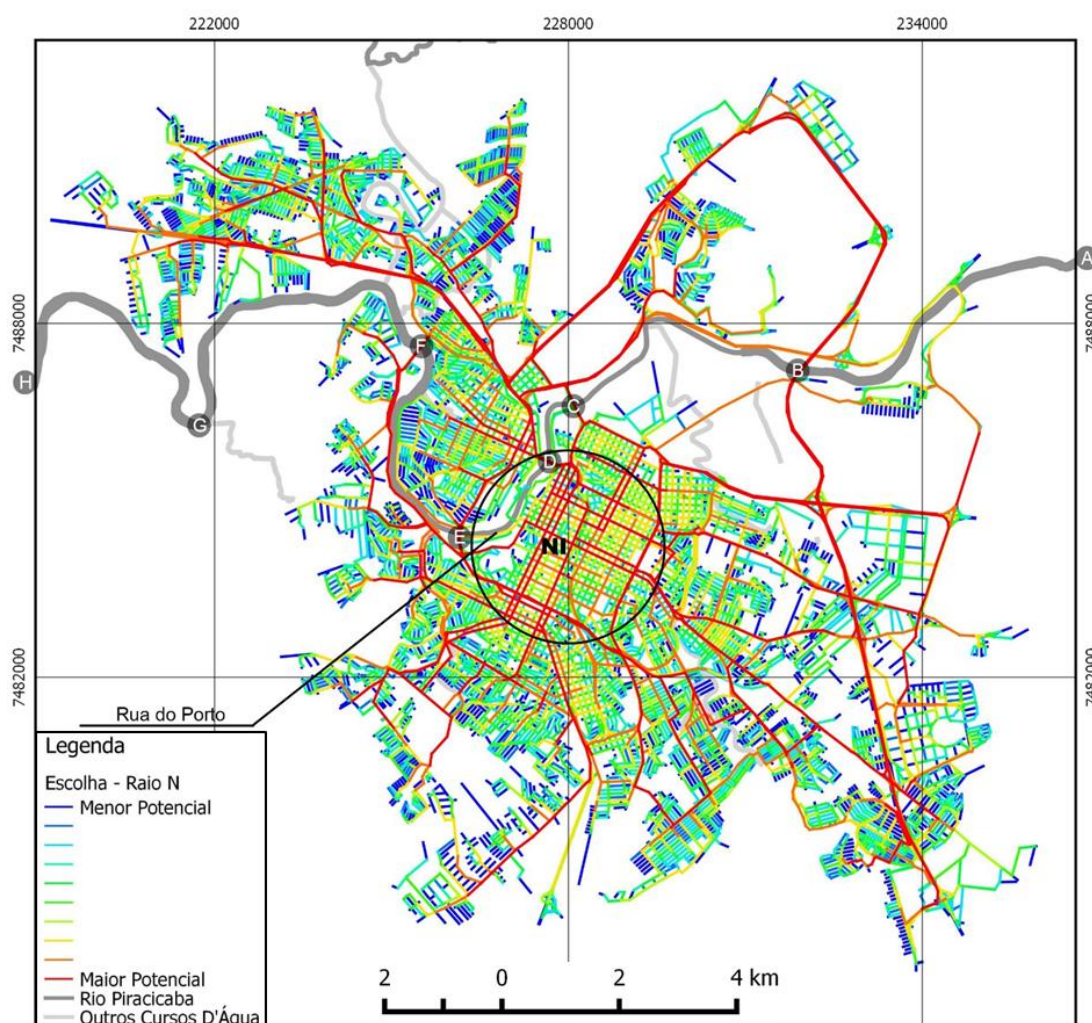 222000 228000 234000
A
7488000 7488000
F
B
H
C
G
D
NI
E
7482000 7482000
Rua do Porto
Legenda
Escolha - Raio N
Menor Potencial
Maior Potencial
Rio Piracicaba
Outros Cursos D'Água
2 0 2 4 km